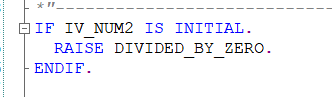 *"----------------------------------
IF IV_NUM2 IS INITIAL.
RAISE DIVIDED_BY_ZERO.
ENDIF.